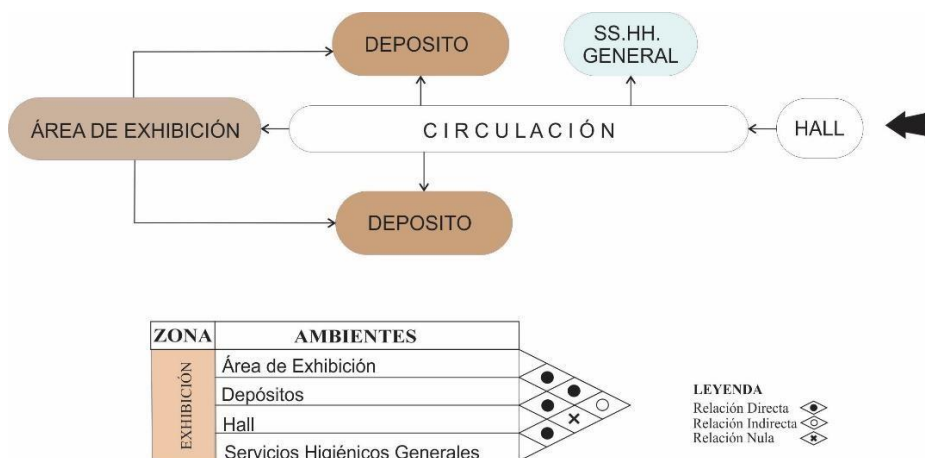 DEPOSITO
SS.HH.
GENERAL
ÁREA DE EXHIBICIÓN
CIRCULACIÓN
HALL
DEPOSITO
ZONA
AMBIENTES
EXHIBICIÓN
Área de Exhibición
Depósitos
Hall
Servicios Higiénicos Generales
LEYENDA
Relación Directa
Relación Indirecta
Relación Nula